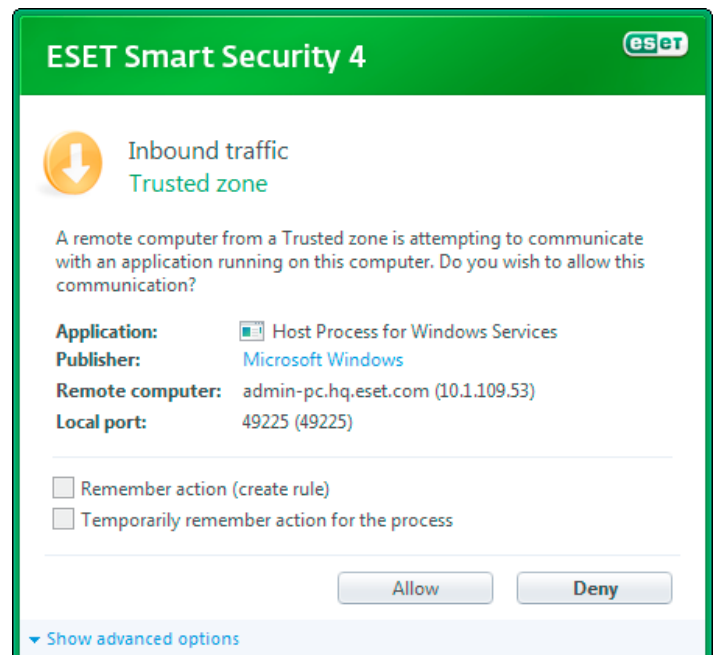 ESET Smart Security 4
eseT
Inbound traffic
Trusted zone
A remote computer from a Trusted zone is attempting to communicate
with an application running on this computer. Do you wish to allow this
communication?
Application: Host Process for Windows Services
Publisher: Microsoft Windows
Remote computer: admin-pc.hq.eset.com (10.1.109.53)
Local port: 49225 (49225)
Remember action (create rule)
Temporarily remember action for the process
Allow Deny
Show advanced options